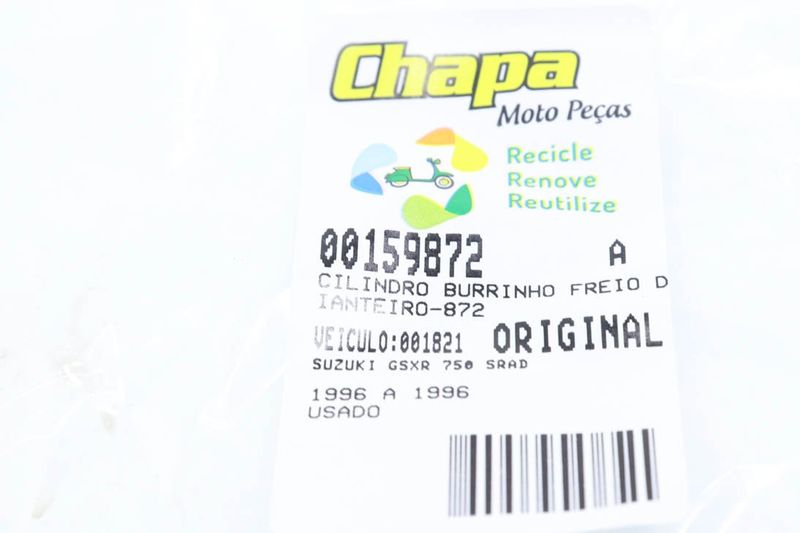 Chapa
Moto Peças
Recicle
Renove
Reutilize
00159872 A
CILINDRO BURRINHO FREIO D
IANTEIRO-872
VEICULO:001821 ORIGINAL
SUZUKI GSXR 750 SRAD
1996 A 1996
USADO